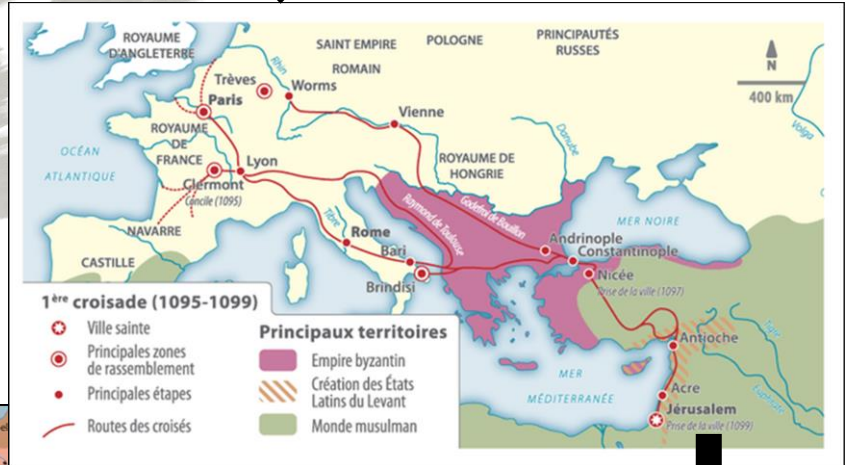 ROYAUME
D'ANGLETERRE
SAINT EMPIRE
ROMAIN
POLOGNE
PRINCIPAUTÉS
RUSSES
N
400 km
Trèves
Rhin
Worms
Paris
Vienne
Danube
Volga
ROYAUME
DE
FRANCE
OCÉAN
ATLANTIQUE
Lyon
Clermont
Concile (1095)
ROYAUME DE
HONGRIE
Raymond de Toulouse
Godefroi de Bouillon
MER NOIRE
NAVARRE
CASTILLE
Tibre
Rome
Bari
Brindisi
Andrinople
Constantinople
Nicée
Prise de la ville (1097)
Antioche
Tigre
Euphrate
MER
MÉDITERRANÉE
Acre
Jérusalem
Prise de la ville (1099)
1ère croisade (1095-1099)
Ville sainte
Principales zones
de rassemblement
Principales étapes
Routes des croisés
Principaux territoires
Empire byzantin
Création des États
Latins du Levant
Monde musulman